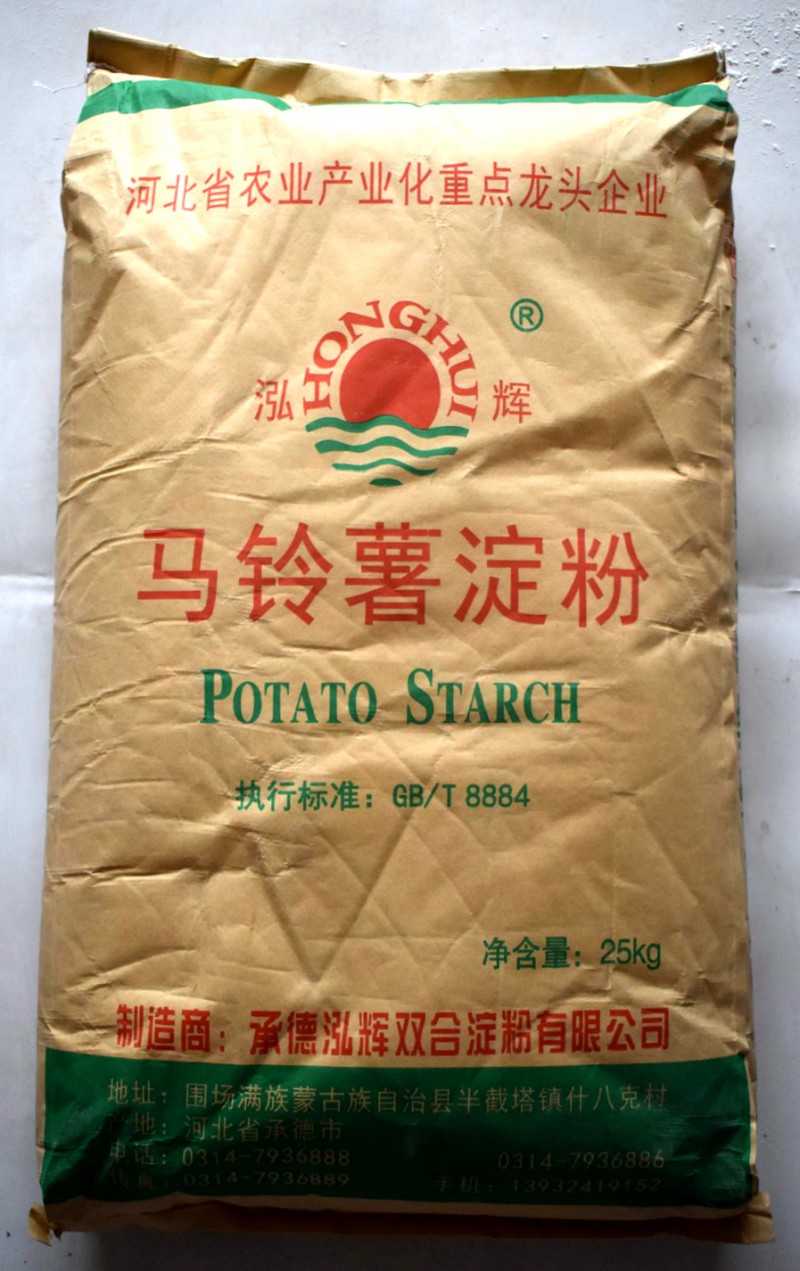 河北省农业产业化重点龙头企业
®
HONGHUI
泓 辉
马铃薯淀粉
POTATO STARCH
执行标准：GB/T 8884
净含量：25kg
制造商：承德泓辉双合淀粉有限公司
地址：围场满族蒙古族自治县半截塔镇什八克村
产地：河北省承德市
电话：0314-7936888 0314-7936886
传真：0314-7936889 手机：13932419152